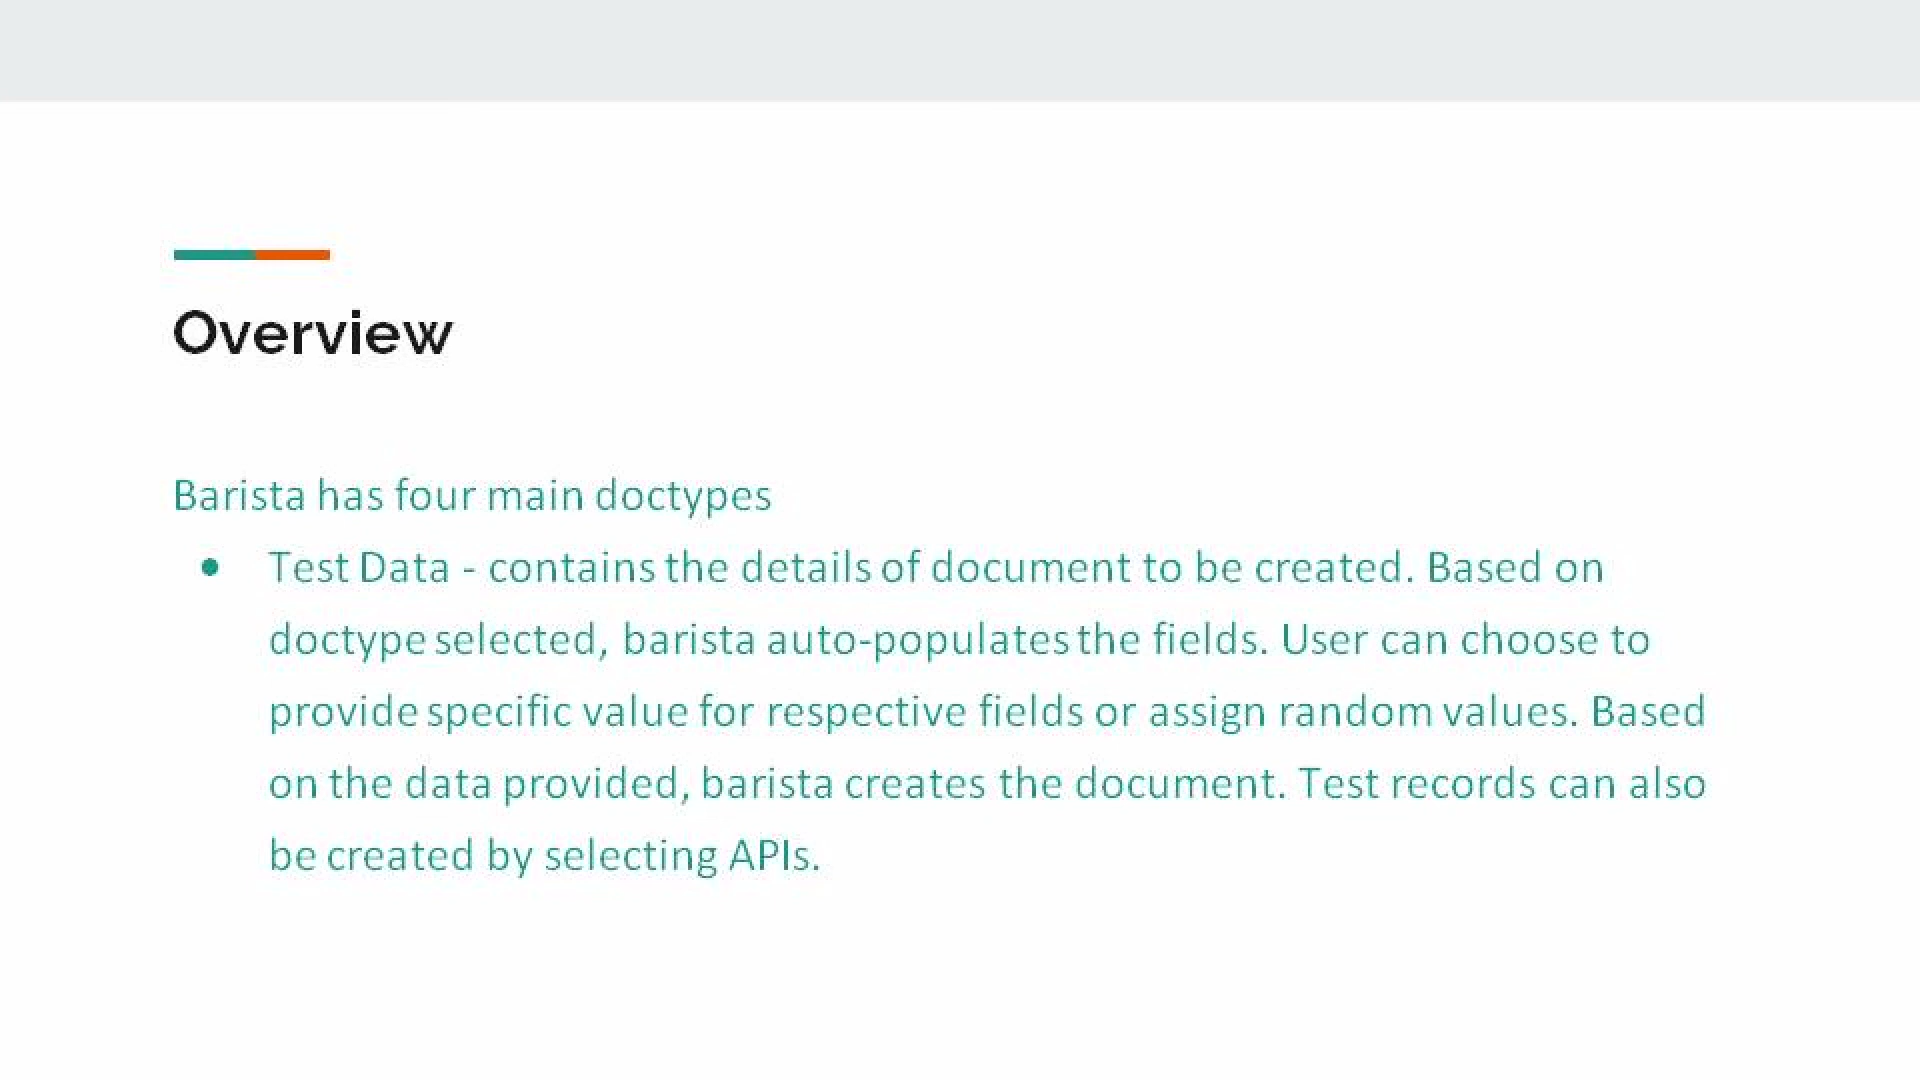 Overview
Barista has four main doctypes
● Test Data - contains the details of document to be created. Based on
doctype selected, barista auto-populates the fields. User can choose to
provide specific value for respective fields or assign random values. Based
on the data provided, barista creates the document. Test records can also
be created by selecting APIs.